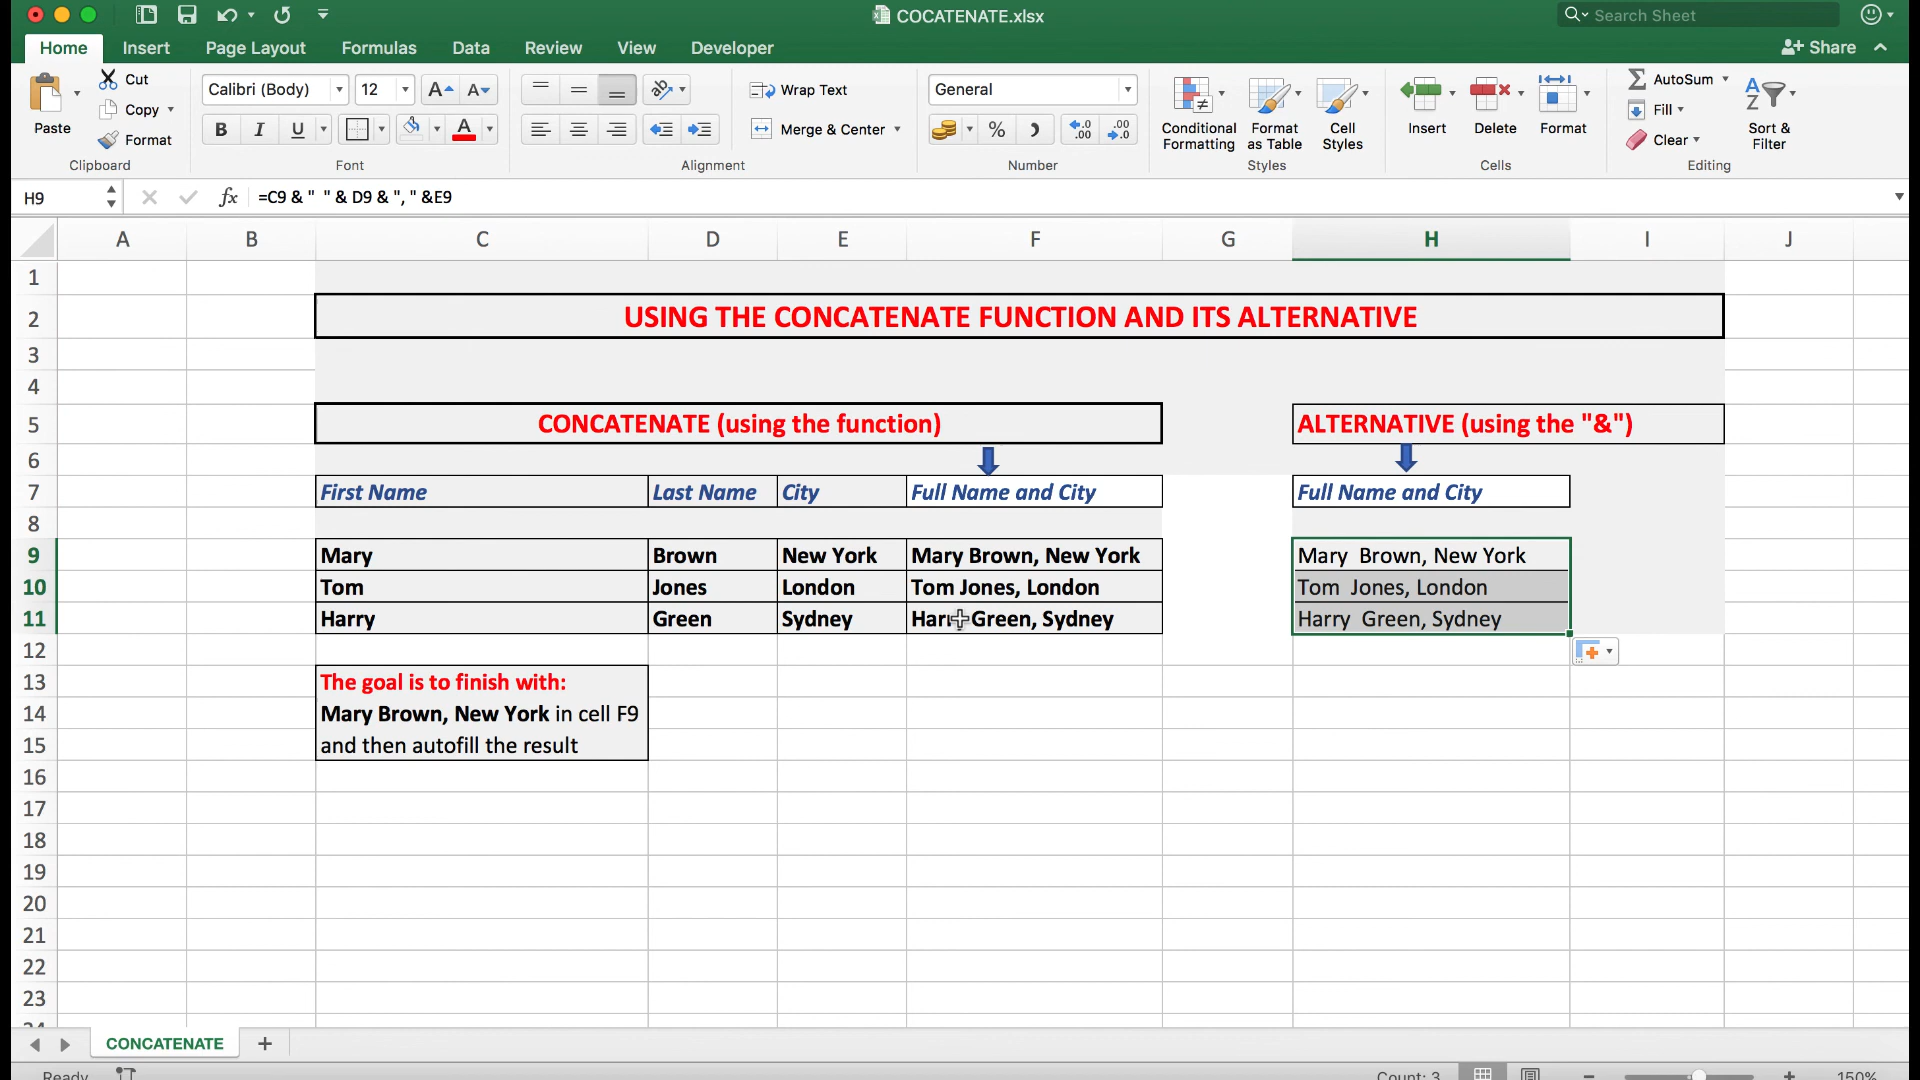 COCATENATE.xlsx
Search Sheet
Home Insert Page Layout Formulas Data Review View Developer
Share
Paste
Cut
Copy
Format
Clipboard
Calibri (Body) 12
B I U
Font
Wrap Text
Merge & Center
Alignment
General
Number
Conditional Formatting
Format as Table
Cell Styles
Styles
Insert Delete Format
Cells
AutoSum
Fill
Clear
Sort & Filter
Editing
H9 fx =C9 & "  " & D9 & ", " &E9
A B C D E F G H I J
1
2 USING THE CONCATENATE FUNCTION AND ITS ALTERNATIVE
3
4
5 CONCATENATE (using the function) ALTERNATIVE (using the "&")
6
7 First Name Last Name City Full Name and City Full Name and City
8
9 Mary Brown New York Mary Brown, New York Mary  Brown, New York
10 Tom Jones London Tom Jones, London Tom  Jones, London
11 Harry Green Sydney Harry Green, Sydney Harry  Green, Sydney
12
13 The goal is to finish with:
14 Mary Brown, New York in cell F9
15 and then autofill the result
16
17
18
19
20
21
22
23
24
CONCATENATE +
Ready Count: 3 150%